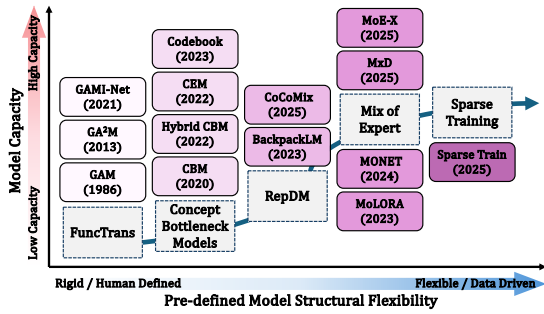 High Capacity
Model Capacity
Low Capacity
GAMI-Net
(2021)
GA²M
(2013)
GAM
(1986)
FuncTrans
Codebook
(2023)
CEM
(2022)
Hybrid CBM
(2022)
CBM
(2020)
Concept
Bottleneck
Models
CoCoMix
(2025)
BackpackLM
(2023)
RepDM
MoE-X
(2025)
MxD
(2025)
Mix of
Expert
MONET
(2024)
MoLORA
(2023)
Sparse
Training
Sparse Train
(2025)
Rigid / Human Defined
Flexible / Data Driven
Pre-defined Model Structural Flexibility